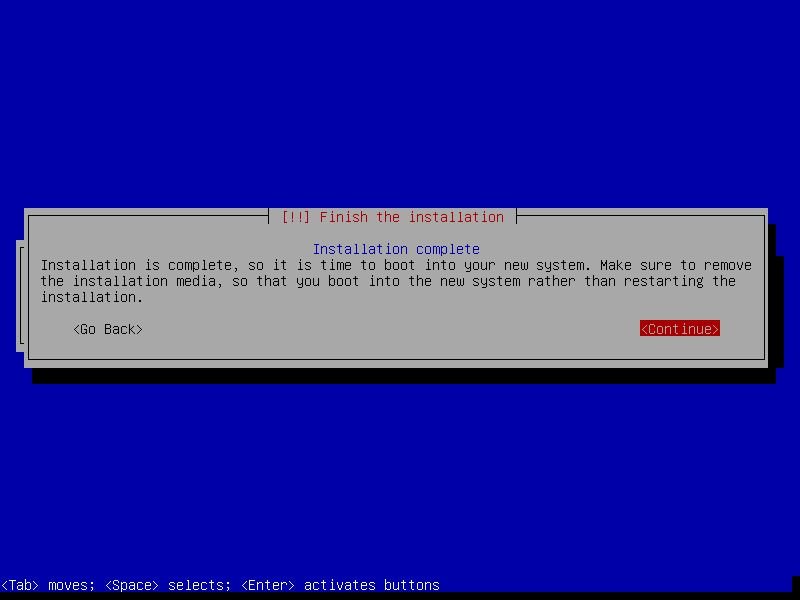 [!!] Finish the installation
Installation complete
Installation is complete, so it is time to boot into your new system. Make sure to remove
the installation media, so that you boot into the new system rather than restarting the
installation.
<Go Back> <Continue>
<Tab> moves; <Space> selects; <Enter> activates buttons